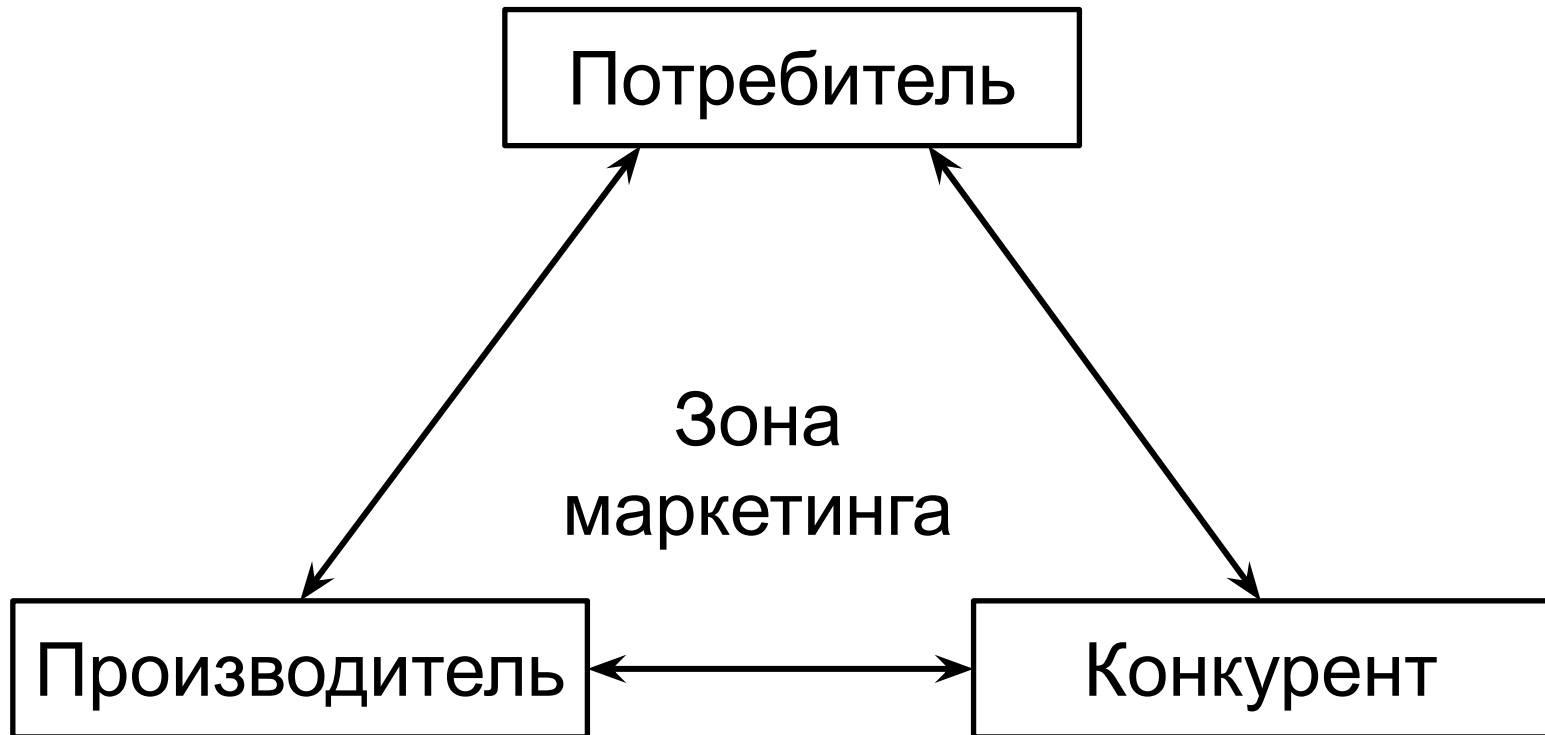 Потребитель
Зона
маркетинга
Производитель
Конкурент